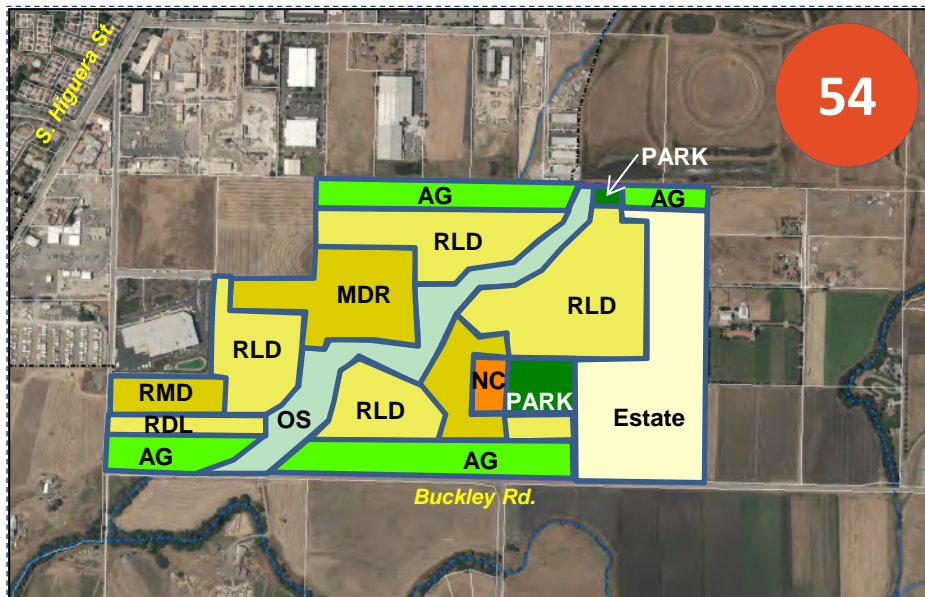 S. Higuera St.
54
PARK
AG
AG
RLD
MDR
RLD
RLD
NC
RMD
RLD
PARK
OS
RDL
Estate
AG
AG
Buckley Rd.